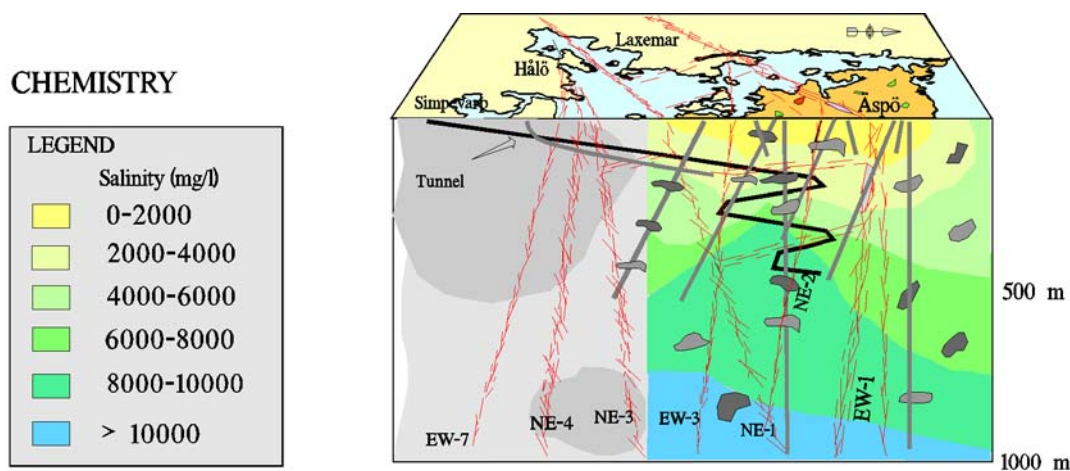 CHEMISTRY
LEGEND
Salinity (mg/l)
0-2000
2000-4000
4000-6000
6000-8000
8000-10000
> 10000
Laxemar
Hålö
Simpevarp
Äspö
Tunnel
NE-2
500 m
EW-1
EW-7
NE-4
NE-3
EW-3
NE-1
1000 m